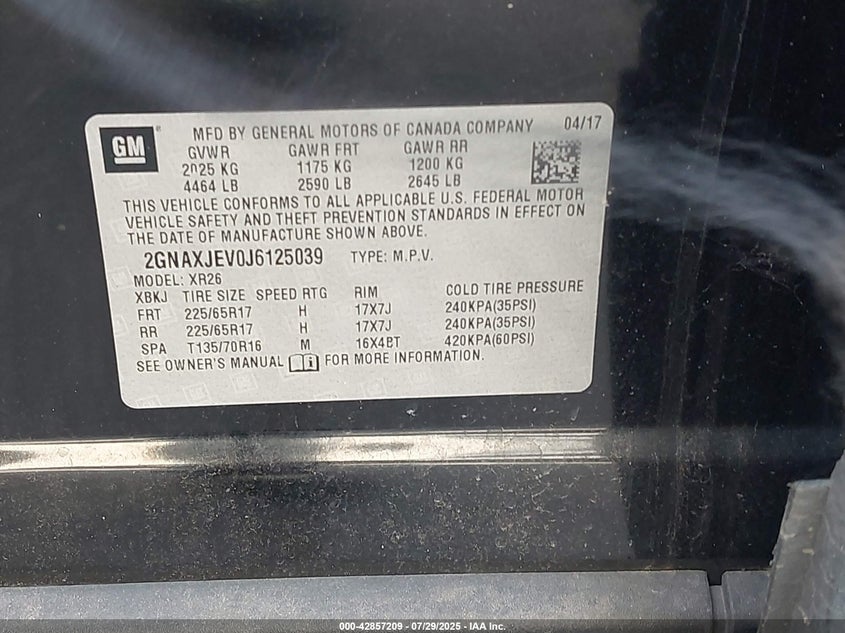 GM
MFD BY GENERAL MOTORS OF CANADA COMPANY 04/17
GVWR GAWR FRT GAWR RR
2025 KG 1175 KG 1200 KG
4464 LB 2590 LB 2645 LB
THIS VEHICLE CONFORMS TO ALL APPLICABLE U.S. FEDERAL MOTOR
VEHICLE SAFETY AND THEFT PREVENTION STANDARDS IN EFFECT ON
THE DATE OF MANUFACTURE SHOWN ABOVE.
2GNAXJEV0J6125039 TYPE: M.P.V.
MODEL: XR26
XBKJ TIRE SIZE SPEED RTG RIM COLD TIRE PRESSURE
FRT 225/65R17 H 17X7J 240KPA(35PSI)
RR 225/65R17 H 17X7J 240KPA(35PSI)
SPA T135/70R16 M 16X4BT 420KPA(60PSI)
SEE OWNER'S MANUAL FOR MORE INFORMATION.
000-42857209 - 07/29/2025 - IAA Inc.